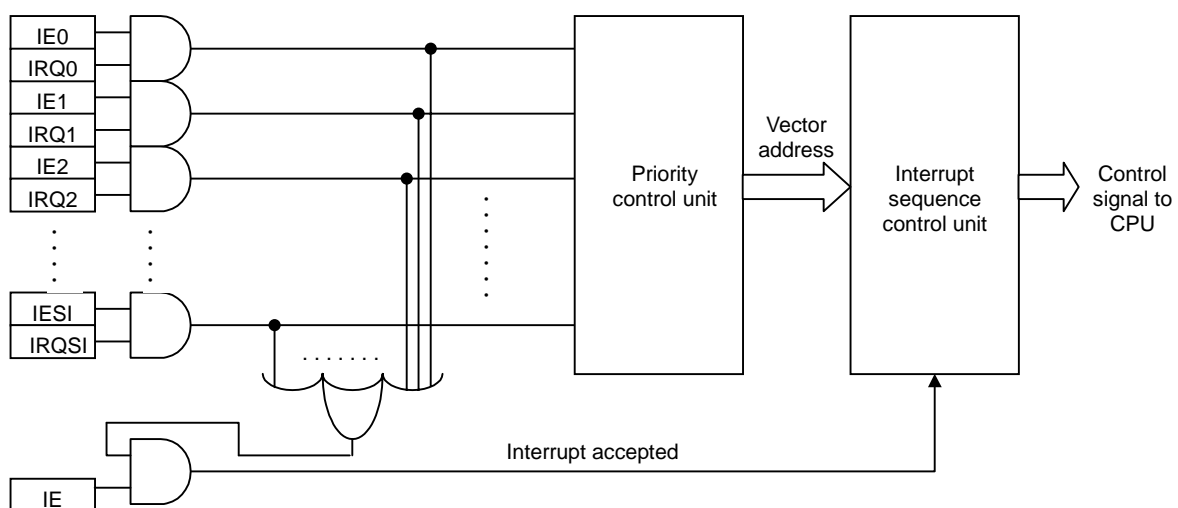 IE0
IRQ0
IE1
IRQ1
IE2
IRQ2
IESI
IRQSI
IE
Priority
control unit
Vector
address
Interrupt
sequence
control unit
Control
signal to
CPU
Interrupt accepted